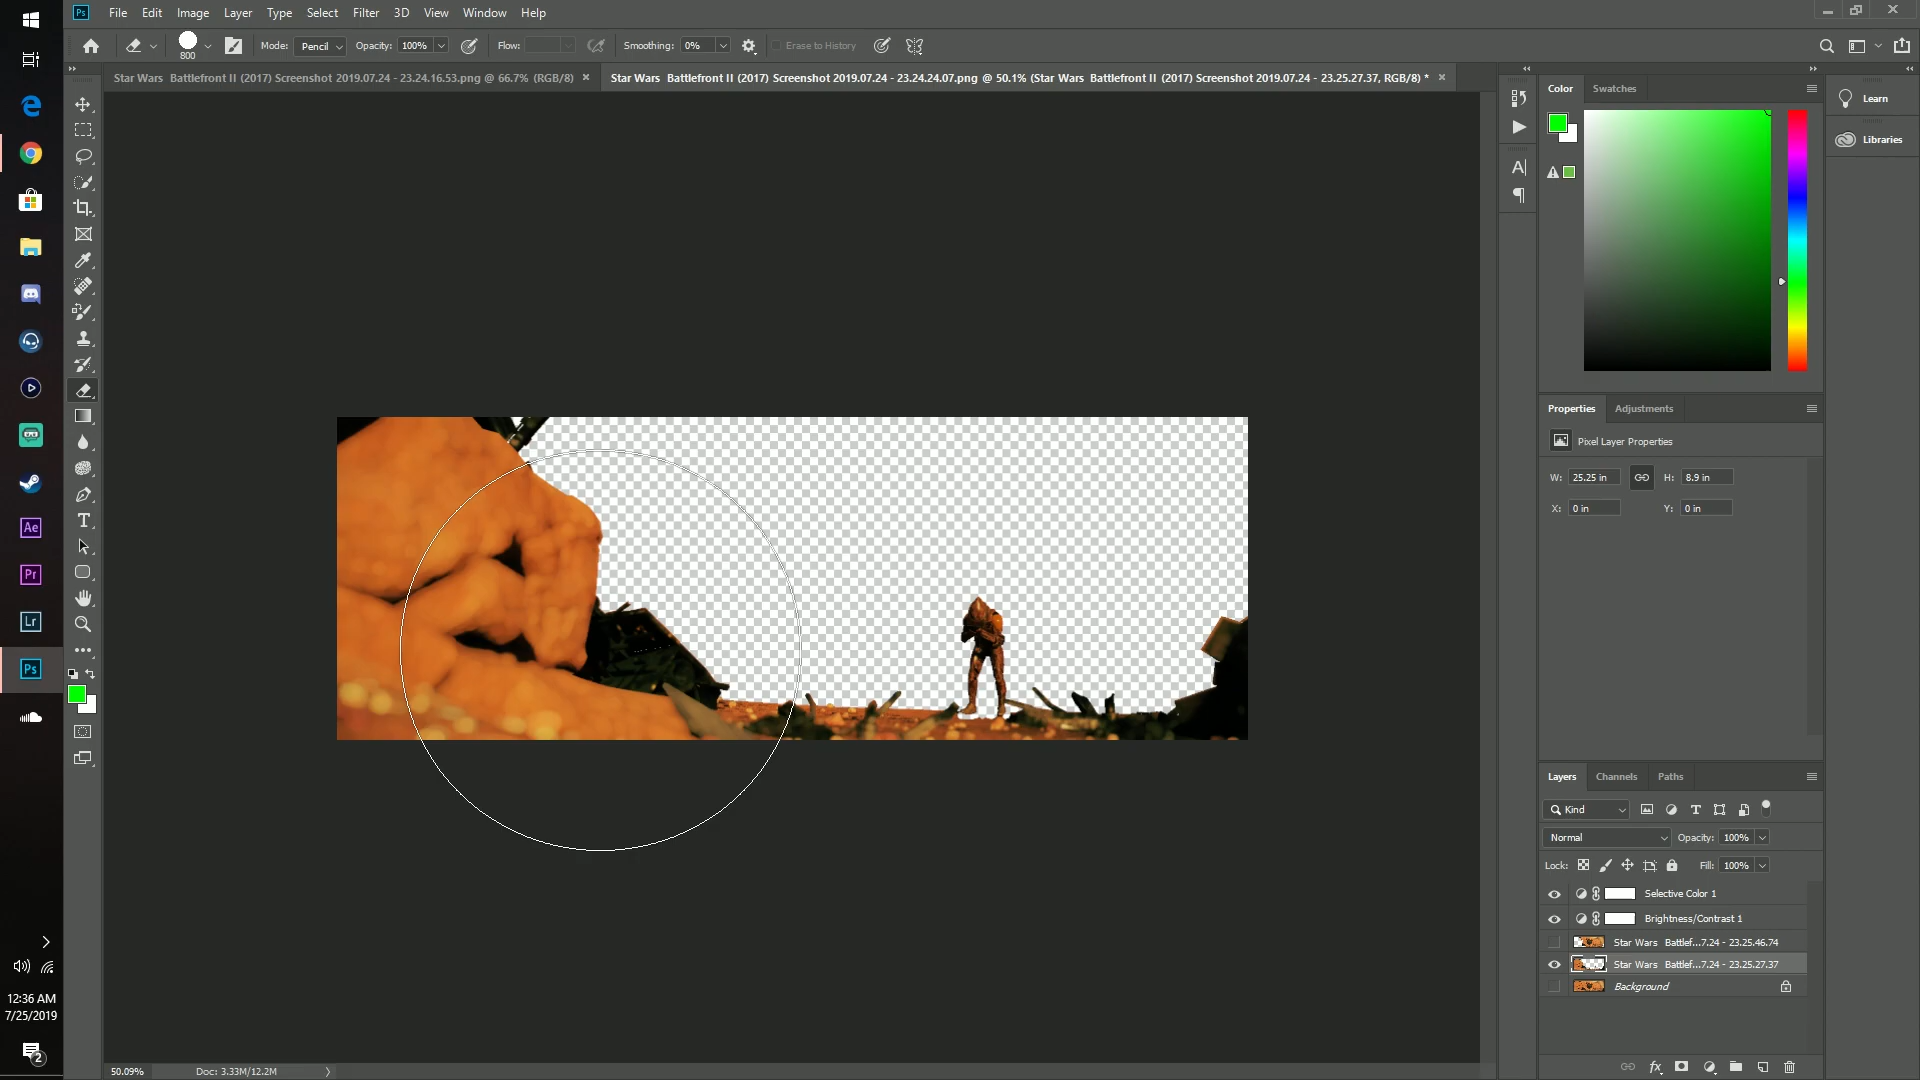 Ps File Edit Image Layer Type Select Filter 3D View Window Help
800 Mode: Pencil Opacity: 100% Flow: Smoothing: 0% Erase to History
Star Wars Battlefront II (2017) Screenshot 2019.07.24 - 23.24.16.53.png @ 66.7% (RGB/8) × Star Wars Battlefront II (2017) Screenshot 2019.07.24 - 23.24.24.07.png @ 50.1% (Star Wars Battlefront II (2017) Screenshot 2019.07.24 - 23.25.27.37, RGB/8) * ×
Color Swatches
Learn
Libraries
Properties Adjustments
Pixel Layer Properties
W: 25.25 in H: 8.9 in
X: 0 in Y: 0 in
Ae
Pr
Lr
Ps
Layers Channels Paths
Kind
Normal Opacity: 100%
Lock: Fill: 100%
Selective Color 1
Brightness/Contrast 1
Star Wars Battlef...7.24 - 23.25.46.74
Star Wars Battlef...7.24 - 23.25.27.37
Background
12:36 AM
7/25/2019
2
50.09% Doc: 3.33M/12.2M